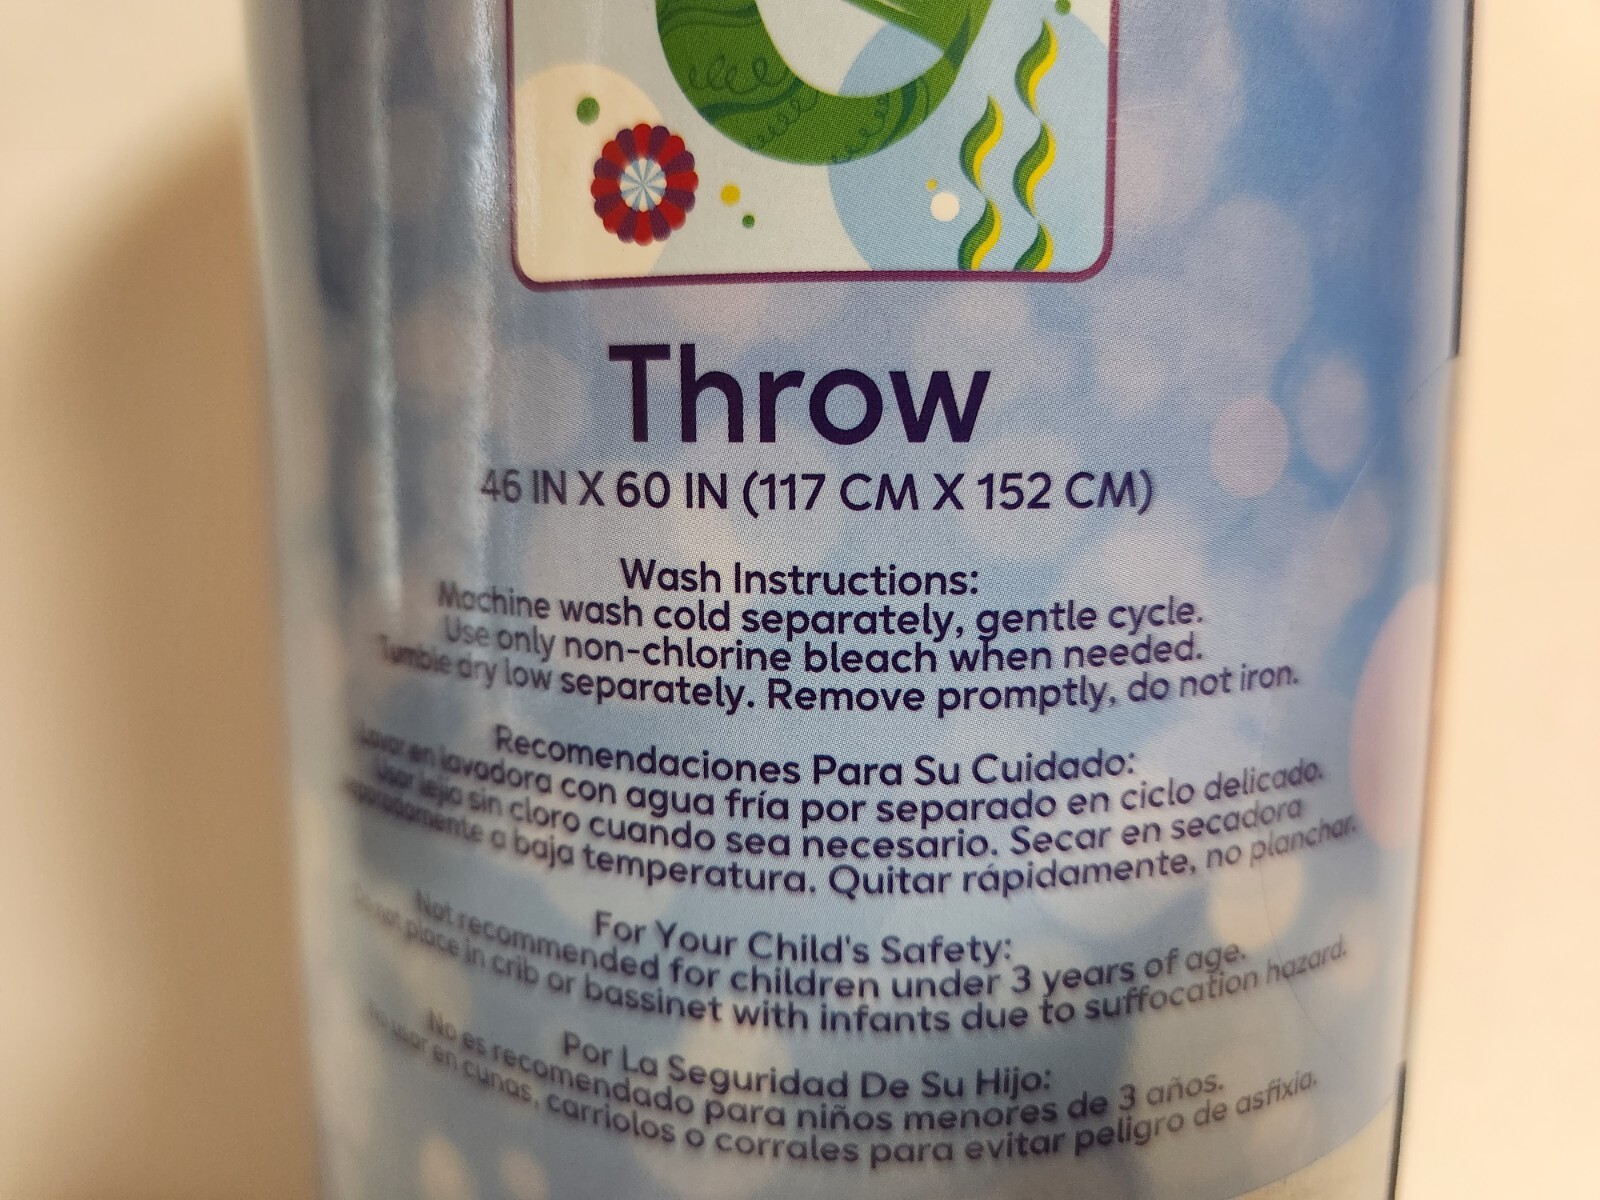 Throw
46 IN X 60 IN (117 CM X 152 CM)
Wash Instructions:
Machine wash cold separately, gentle cycle.
Use only non-chlorine bleach when needed.
Tumble dry low separately. Remove promptly, do not iron.
Recomendaciones Para Su Cuidado:
Lavar en lavadora con agua fría por separado en ciclo delicado.
Usar lejia sin cloro cuando sea necesario. Secar en secadora
separadamente a baja temperatura. Quitar rápidamente, no planchar.
For Your Child's Safety:
Not recommended for children under 3 years of age.
Do not place in crib or bassinet with infants due to suffocation hazard.
Por La Seguridad De Su Hijo:
No es recomendado para niños menores de 3 años.
No usar en cunas, carriolos o corrales para evitar peligro de asfixia.